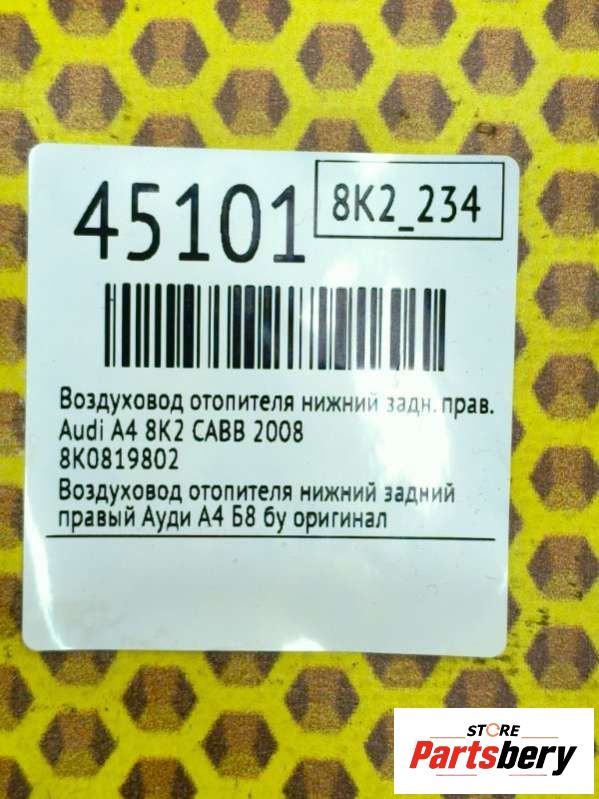 45101
8K2_234
Воздуховод отопителя нижний задн. прав.
Audi A4 8K2 CABB 2008
8K0819802
Воздуховод отопителя нижний задний
правый Ауди А4 Б8 бу оригинал
STORE
Partsbery